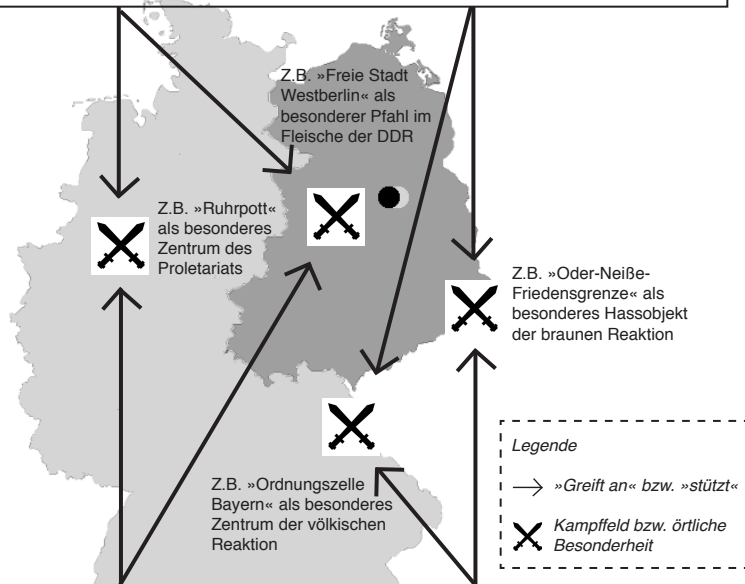 Z.B. »Freie Stadt
Westberlin« als
besonderer Pfahl im
Fleische der DDR
Z.B. »Ruhrpott«
als besonderes
Zentrum des
Proletariats
Z.B. »Oder-Neiße-
Friedensgrenze« als
besonderes Hassobjekt
der braunen Reaktion
Z.B. »Ordnungszelle
Bayern« als besonderes
Zentrum der völkischen
Reaktion
Legende
»Greift an« bzw. »stützt«
Kampffeld bzw. örtliche
Besonderheit